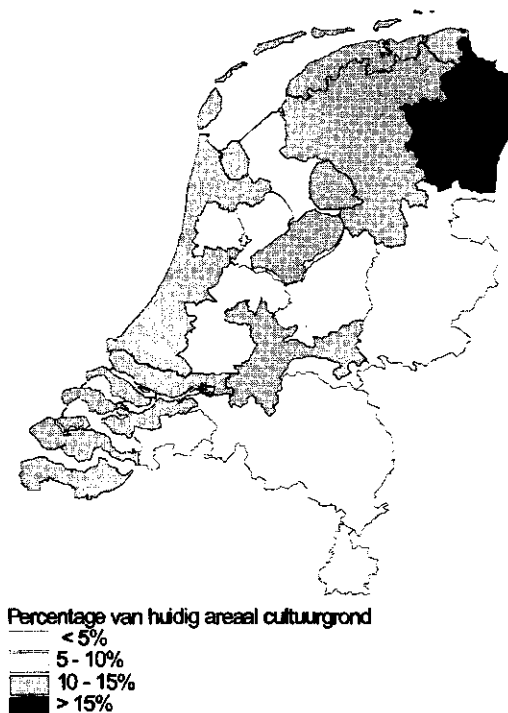 Percentage van huidig areaal cultuurgrond
< 5%
5 - 10%
10 - 15%
> 15%